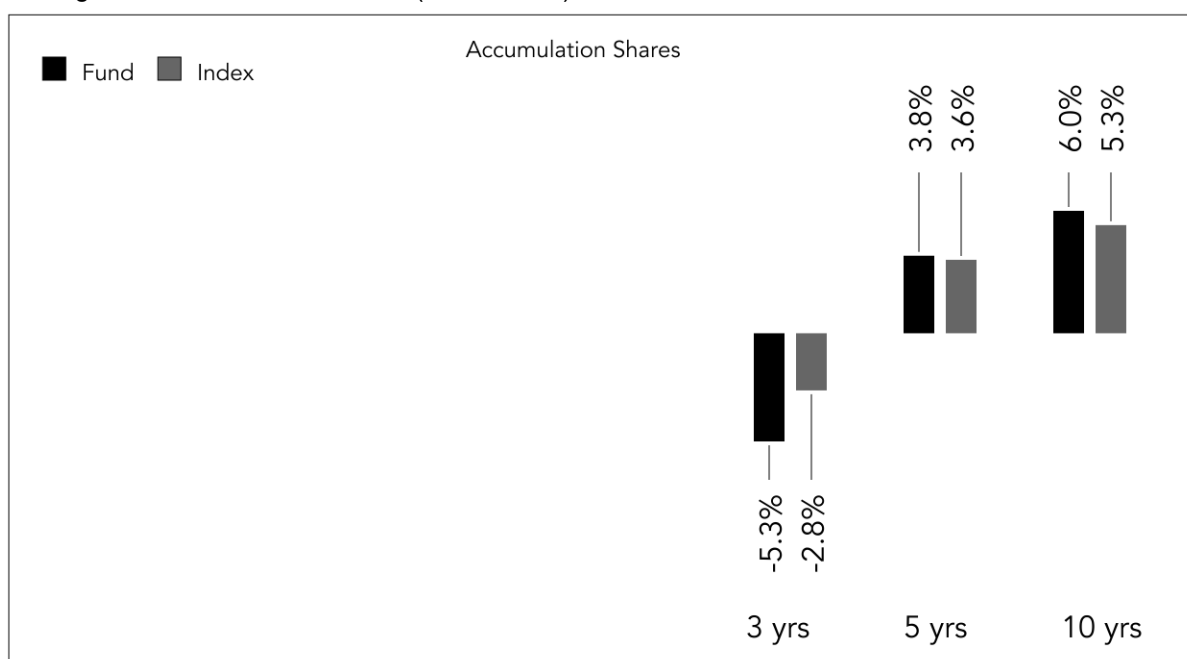 Accumulation Shares
Fund Index
3.8% 3.6% 6.0% 5.3%
-5.3% -2.8%
3 yrs 5 yrs 10 yrs